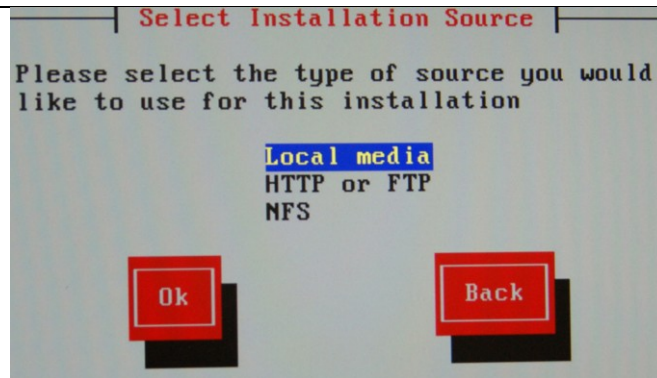 Select Installation Source
Please select the type of source you would
like to use for this installation
Local media
HTTP or FTP
NFS
Ok Back